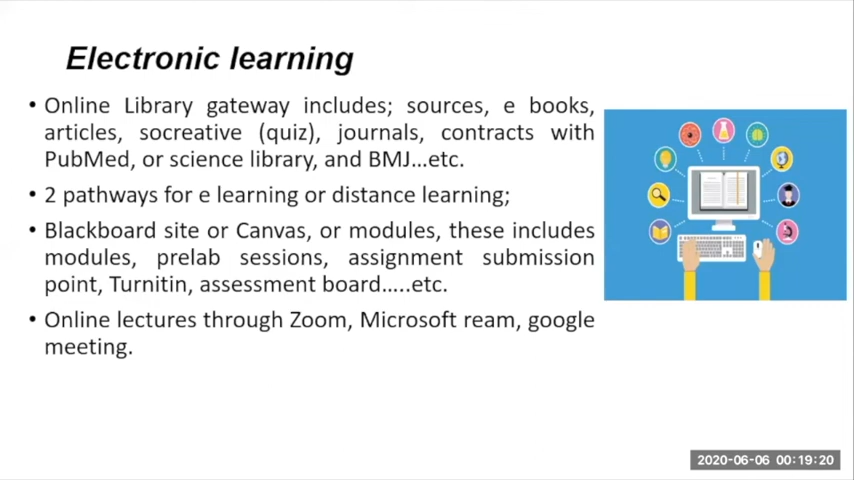 Electronic learning
• Online Library gateway includes; sources, e books,
articles, socreative (quiz), journals, contracts with
PubMed, or science library, and BMJ...etc.
• 2 pathways for e learning or distance learning;
• Blackboard site or Canvas, or modules, these includes
modules, prelab sessions, assignment submission
point, Turnitin, assessment board.....etc.
• Online lectures through Zoom, Microsoft ream, google
meeting.
2020-06-06 00:19:20